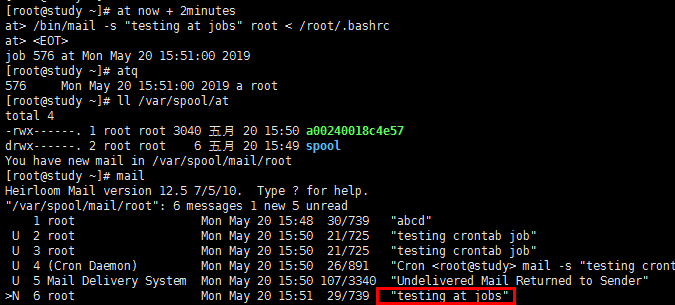 [root@study ~]# at now + 2minutes
at> /bin/mail -s "testing at jobs" root < /root/.bashrc
at> <EOT>
job 576 at Mon May 20 15:51:00 2019
[root@study ~]# atq
576 Mon May 20 15:51:00 2019 a root
[root@study ~]# ll /var/spool/at
total 4
-rwx------. 1 root root 3040 五月 20 15:50 a00240018c4e57
drwx------. 2 root root 6 五月 20 15:49 spool
You have new mail in /var/spool/mail/root
[root@study ~]# mail
Heirloom Mail version 12.5 7/5/10. Type ? for help.
"/var/spool/mail/root": 6 messages 1 new 5 unread
1 root Mon May 20 15:48 30/739 "abcd"
U 2 root Mon May 20 15:50 21/725 "testing crontab job"
U 3 root Mon May 20 15:50 21/725 "testing crontab job"
U 4 (Cron Daemon) Mon May 20 15:50 26/891 "Cron <root@study> mail -s "testing cront
U 5 Mail Delivery System Mon May 20 15:50 107/3340 "Undelivered Mail Returned to Sender"
>N 6 root Mon May 20 15:51 29/739 "testing at jobs"